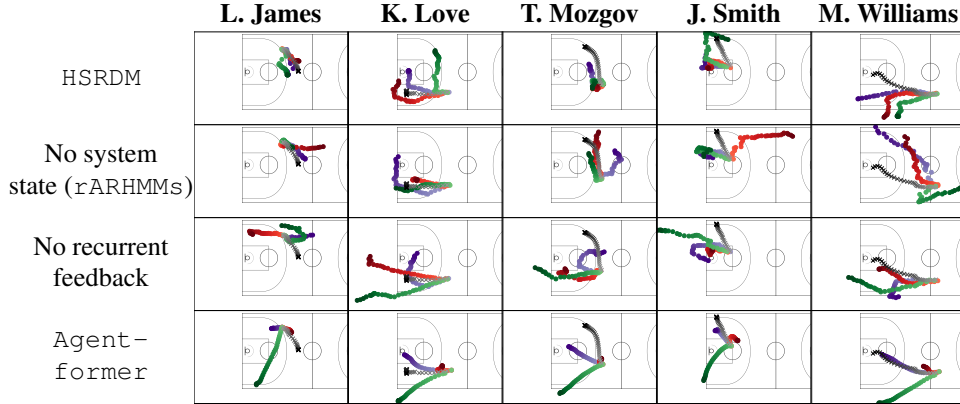 L. James K. Love T. Mozgov J. Smith M. Williams
HSRDM
No system
state (rARHMMs)
No recurrent
feedback
Agent-
former